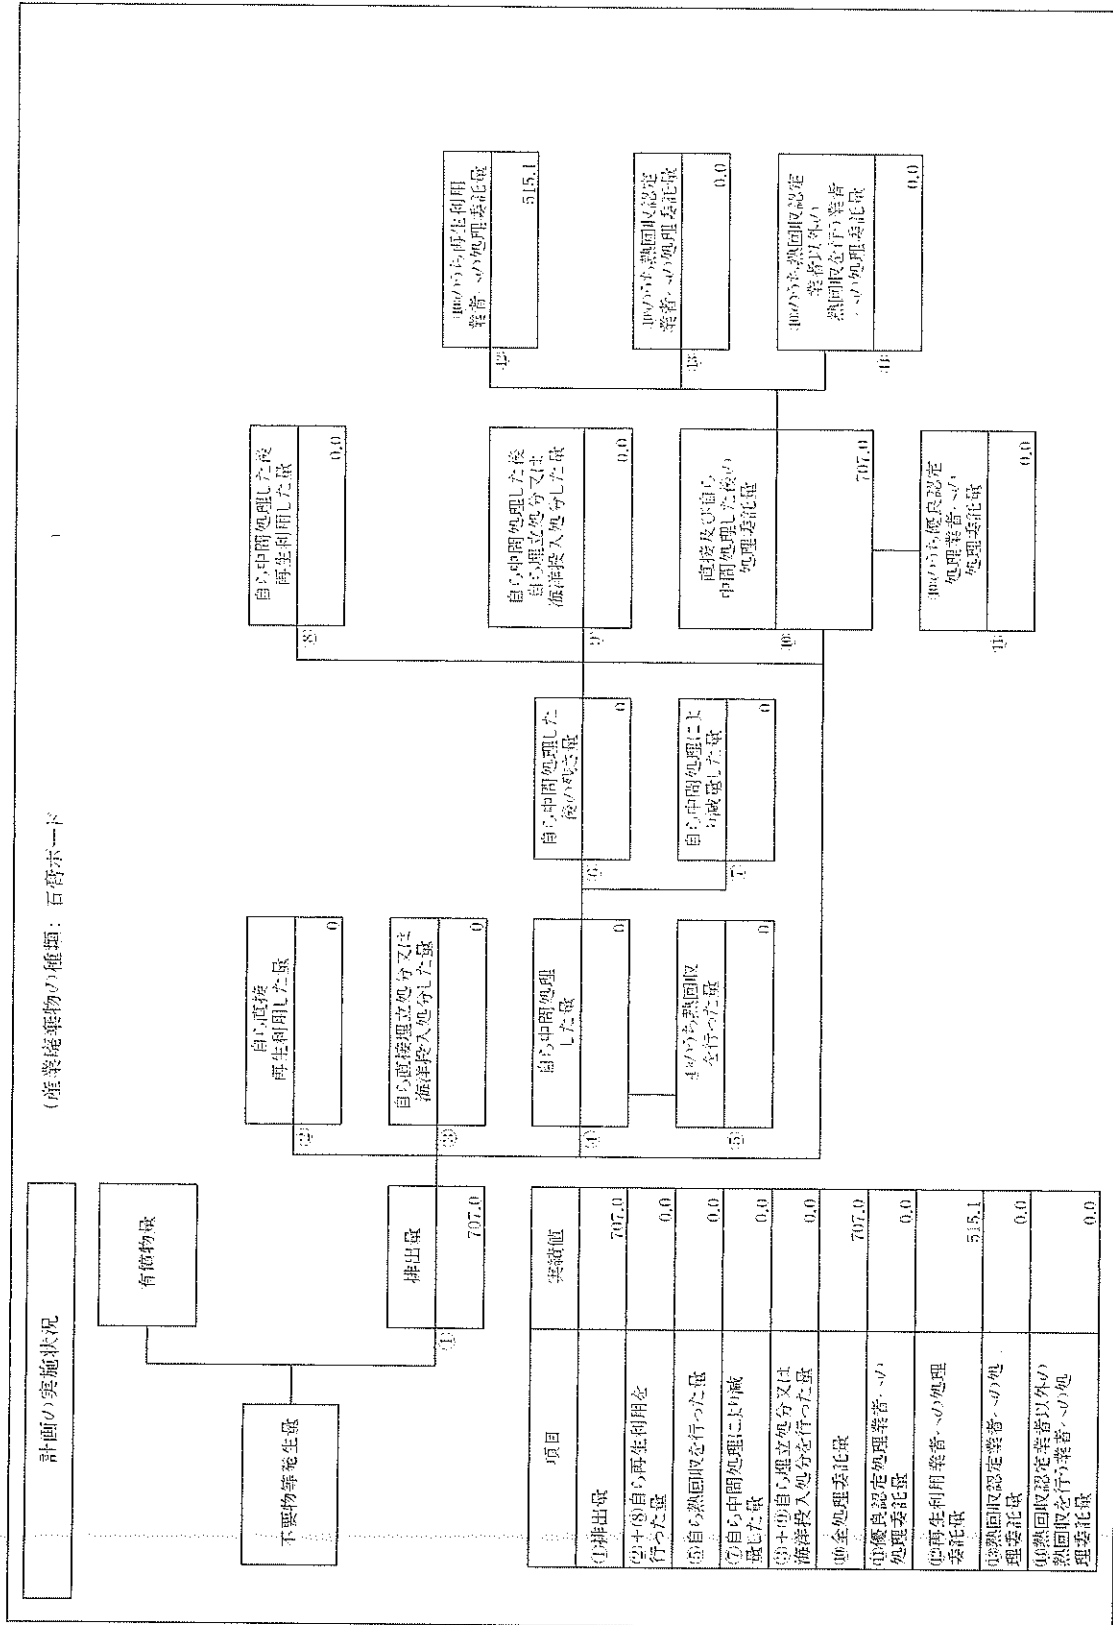 計画の実施状況
(産業廃棄物の種類: 石膏ボード
不要物等発生量
有価物量
①
排出量
707.0
②
自ら直接
再生利用した量
0
③
自ら直接埋立処分又は
海洋投入処分した量
0
④
自ら中間処理
した量
0
⑤
④のうち熱回収
を行った量
0
⑥
自ら中間処理した
後の残さ量
0
⑦
自ら中間処理によ
り減量した量
0
⑧
自ら中間処理した後
再生利用した量
0.0
⑨
自ら中間処理した後
自ら埋立処分又は
海洋投入処分した量
0.0
⑩
直接及び自ら
中間処理した後の
処理委託量
707.0
⑪
⑩のうち優良認定
処理業者への
処理委託量
0.0
⑫
⑩のうち再生利用
業者への処理委託量
515.1
⑬
⑩のうち熱回収認定
業者への処理委託量
0.0
⑭
⑩のうち熱回収認定
業者以外の
熱回収を行う業者
への処理委託量
0.0
項目 実績値
①排出量 707.0
②+⑧自ら再生利用を
行った量 0.0
⑤自ら熱回収を行った量 0.0
⑦自ら中間処理により減
量した量 0.0
③+⑨自ら埋立処分又は
海洋投入処分を行った量 0.0
⑩全処理委託量 707.0
⑪優良認定処理業者への
処理委託量 0.0
⑫再生利用業者への処理
委託量 515.1
⑬熱回収認定業者への処
理委託量 0.0
⑭熱回収認定業者以外の
熱回収を行う業者への処
理委託量 0.0